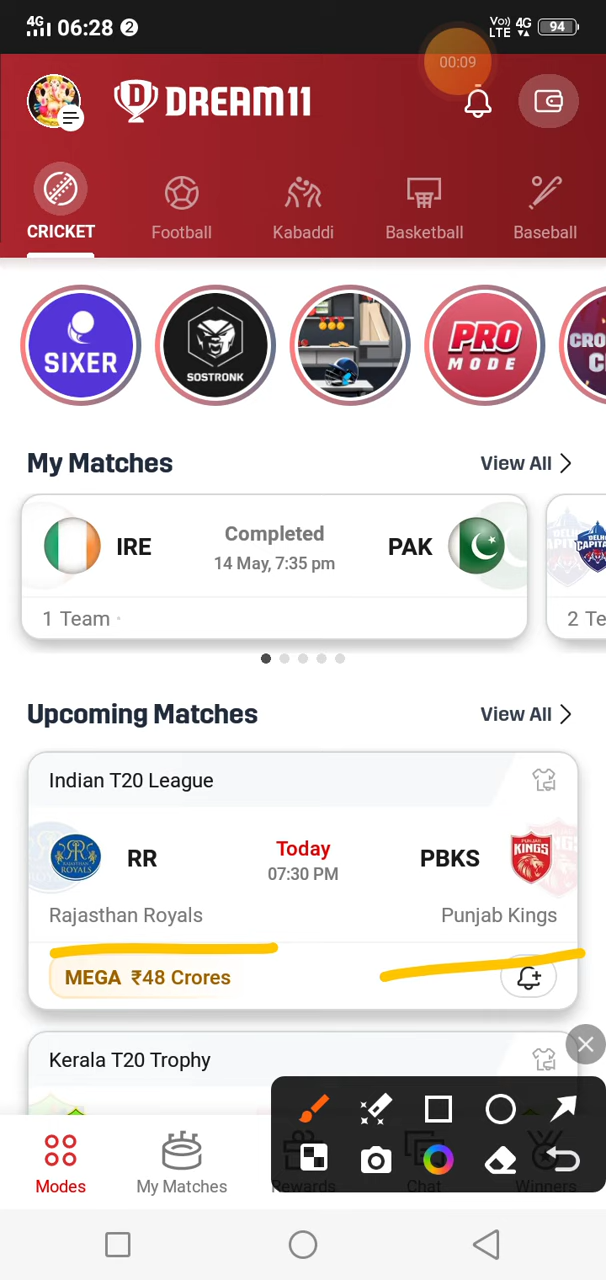 4G 06:28 2 Vo) LTE 4G 94
00:09
DREAM11
CRICKET Football Kabaddi Basketball Baseball
SIXER SOSTRONK PRO MODE
My Matches View All
IRE Completed PAK
14 May, 7:35 pm
1 Team
Upcoming Matches View All
Indian T20 League
RR Today PBKS
07:30 PM
Rajasthan Royals Punjab Kings
MEGA ₹48 Crores
Kerala T20 Trophy
Modes My Matches Rewards Chat Winners